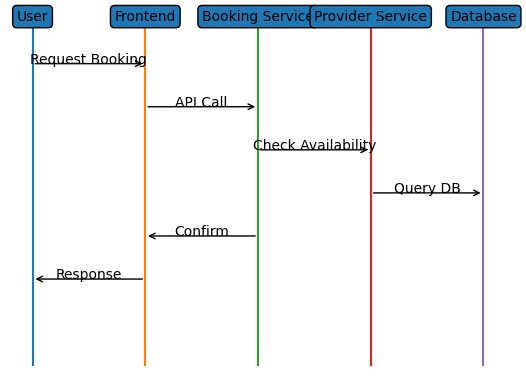 User
Frontend
Booking Service
Provider Service
Database
Request Booking
API Call
Check Availability
Query DB
Confirm
Response